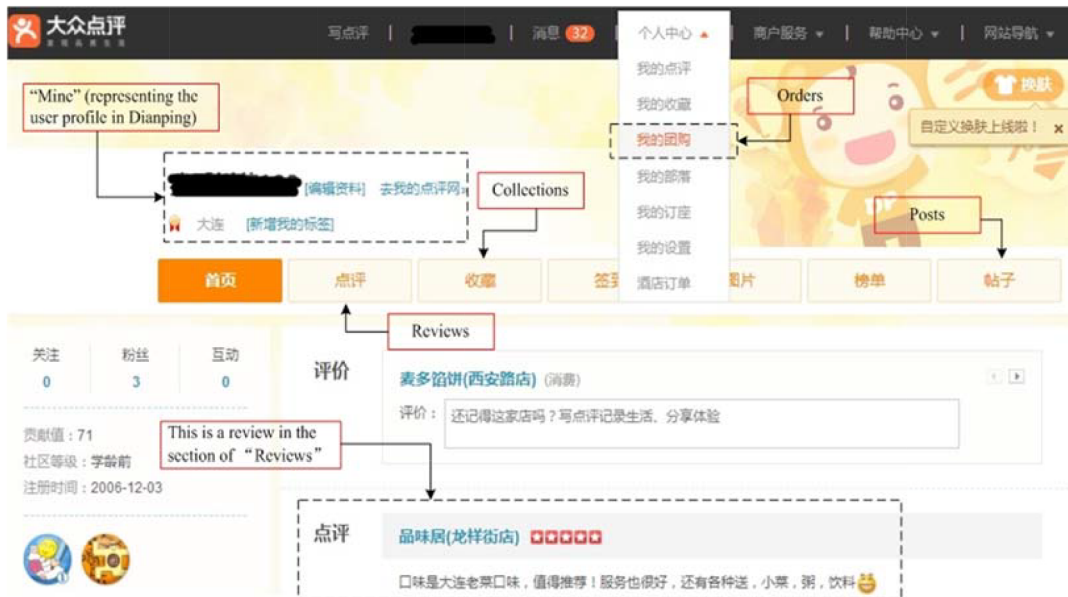 大众点评
写点评 | | 消息 32 个人中心 商户服务 | 帮助中心 | 网站导航
我的点评
我的收藏
我的团购
我的部落
我的订座
我的设置
酒店订单
Orders
换肤
自定义换肤上线啦！ ×
“Mine” (representing the
user profile in Dianping)
[编辑资料] 去我的点评网»
大连 [新增我的标签]
Collections
Posts
首页 点评 收藏 签到 图片 榜单 帖子
Reviews
关注 粉丝 互动
0 3 0
贡献值：71
社区等级：学龄前
注册时间：2006-12-03
This is a review in the
section of “Reviews”
评价
麦多馅饼(西安路店) (消费)
评价：
还记得这家店吗？写点评记录生活、分享体验
点评
品味居(龙祥街店)
口味是大连老菜口味，值得推荐！服务也很好，还有各种送，小菜，粥，饮料